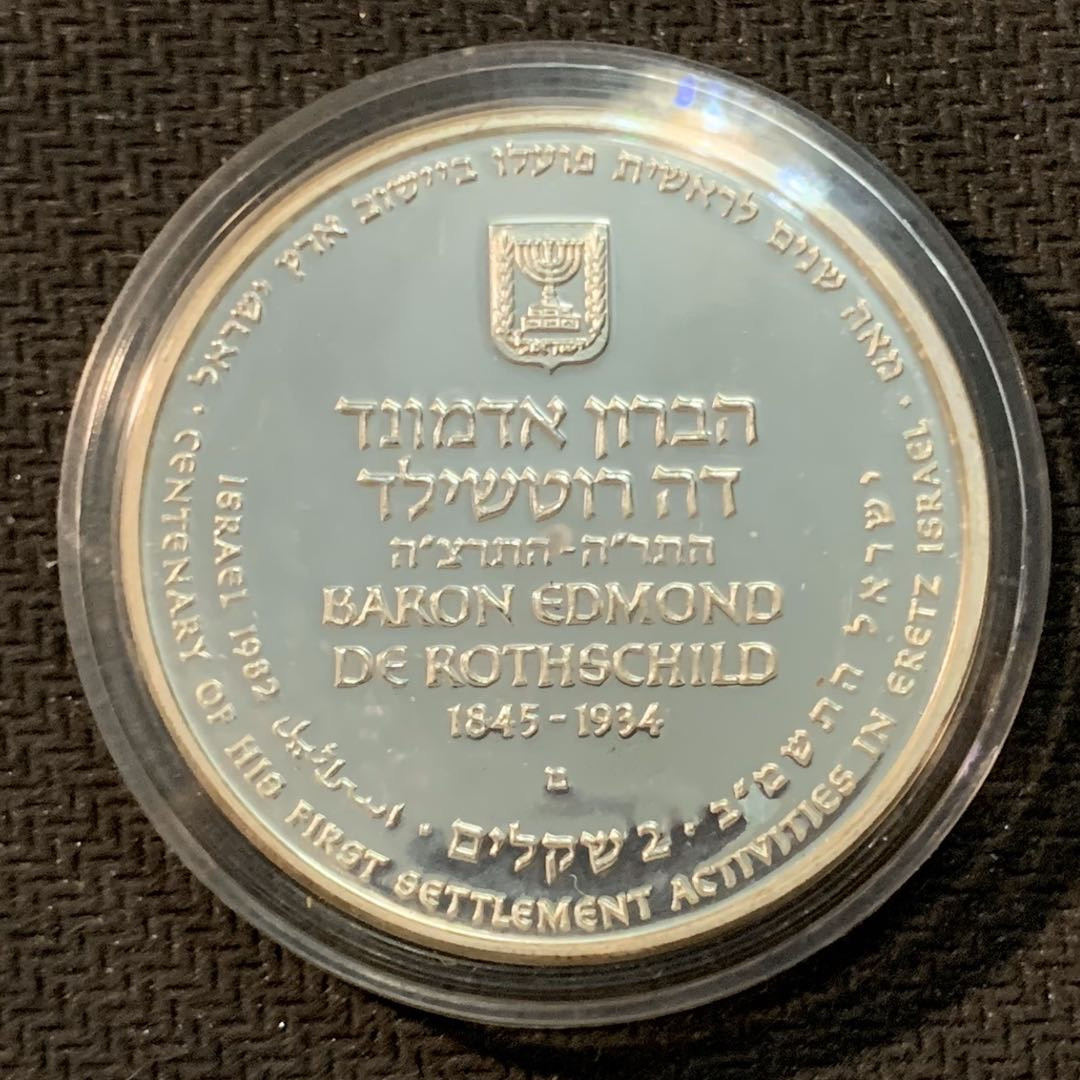 מאה שנים לראשית פועלו ביישוב ארץ ישראל ·
ישראל
הברון אדמונד
דה רוטשילד
התר״ה-התרצ״ה
BARON EDMOND
DE ROTHSCHILD
1845-1934
מ
ISRAEL 1982 اسرائيل · 2 שקלים · ישראל התשמ״ב
CENTENARY OF HIS FIRST SETTLEMENT ACTIVITIES IN ERETZ ISRAEL ·